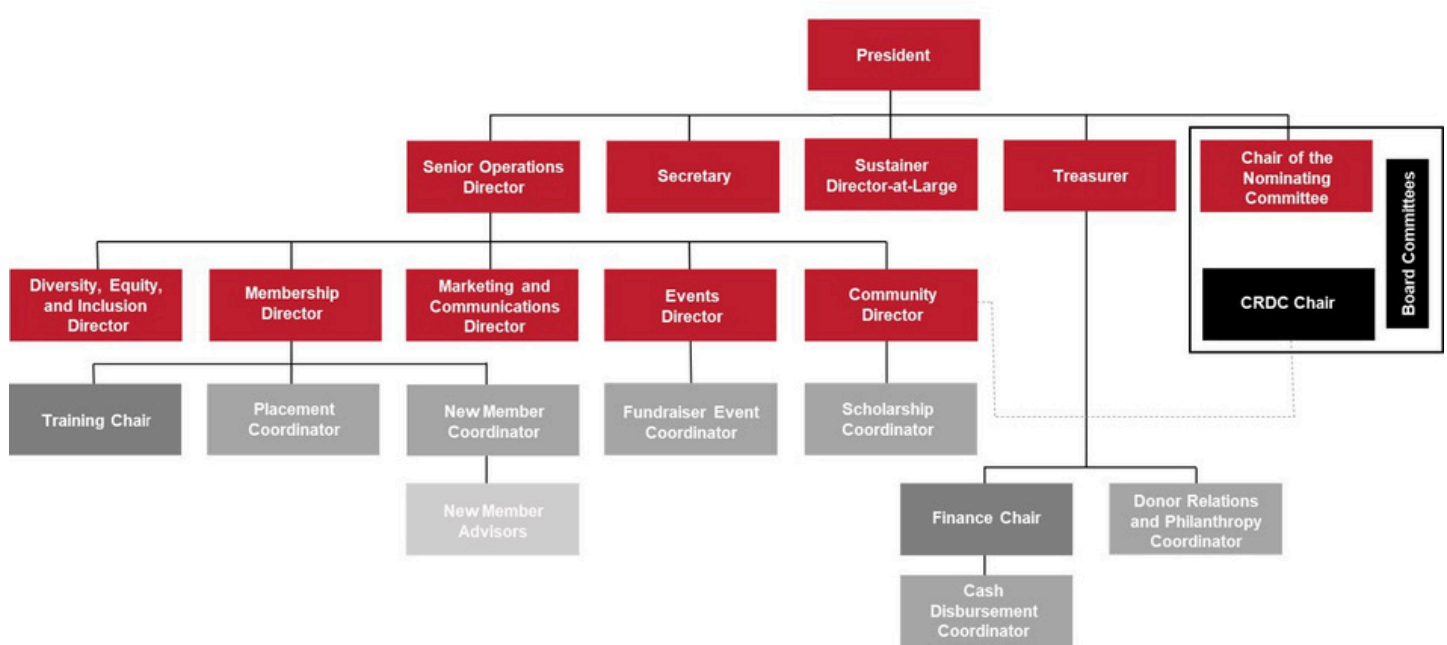 President
Senior Operations
Director
Secretary
Sustainer
Director-at-Large
Treasurer
Chair of the
Nominating
Committee
Board Committees
CRDC Chair
Diversity, Equity,
and Inclusion
Director
Membership
Director
Marketing and
Communications
Director
Events
Director
Community
Director
Training Chair
Placement
Coordinator
New Member
Coordinator
Fundraiser Event
Coordinator
Scholarship
Coordinator
New Member
Advisors
Finance Chair
Donor Relations
and Philanthropy
Coordinator
Cash
Disbursement
Coordinator